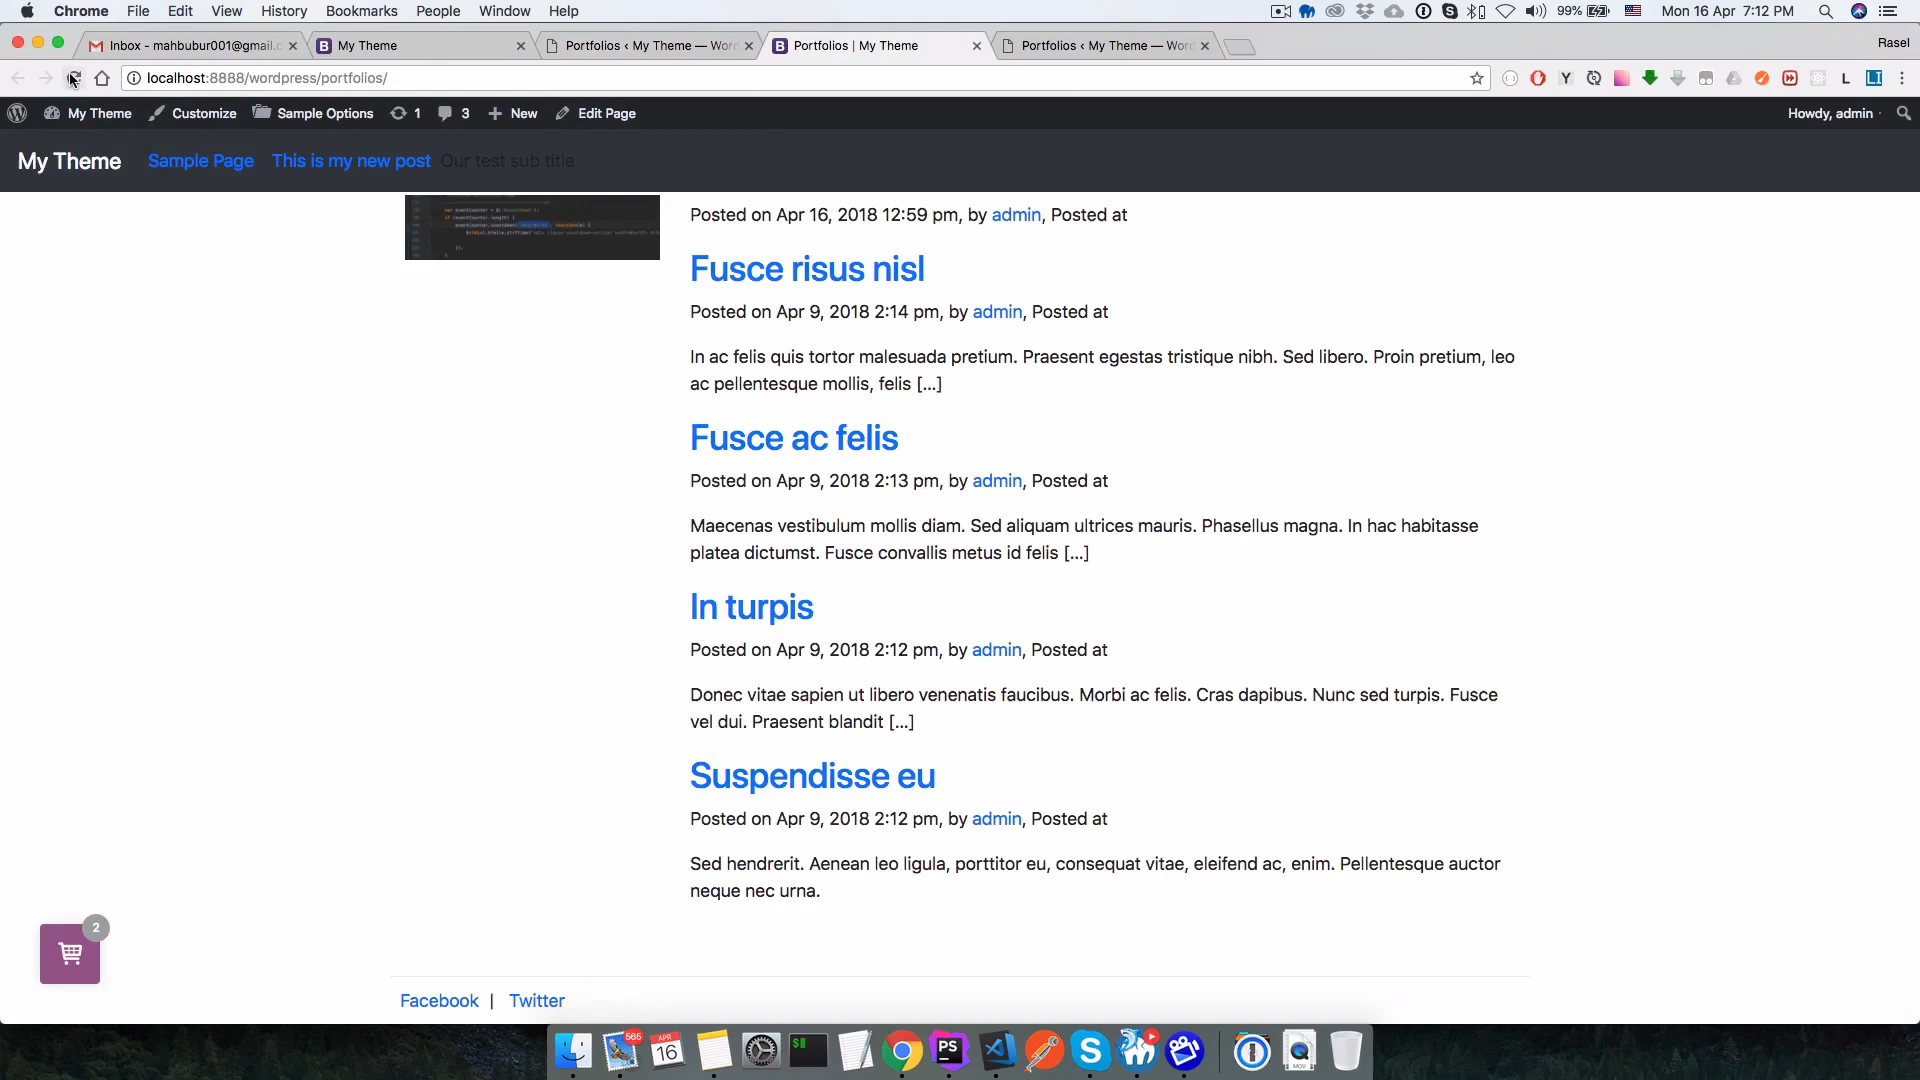 Chrome File Edit View History Bookmarks People Window Help 99% Mon 16 Apr 7:12 PM
Inbox - mahbubur001@gmail.c My Theme Portfolios ‹ My Theme — Word Portfolios | My Theme Portfolios ‹ My Theme — Word Rasel
localhost:8888/wordpress/portfolios/
My Theme Customize Sample Options 1 3 New Edit Page Howdy, admin
My Theme Sample Page This is my new post Our test sub title
Posted on Apr 16, 2018 12:59 pm, by admin, Posted at
Fusce risus nisl
Posted on Apr 9, 2018 2:14 pm, by admin, Posted at
In ac felis quis tortor malesuada pretium. Praesent egestas tristique nibh. Sed libero. Proin pretium, leo
ac pellentesque mollis, felis [...]
Fusce ac felis
Posted on Apr 9, 2018 2:13 pm, by admin, Posted at
Maecenas vestibulum mollis diam. Sed aliquam ultrices mauris. Phasellus magna. In hac habitasse
platea dictumst. Fusce convallis metus id felis [...]
In turpis
Posted on Apr 9, 2018 2:12 pm, by admin, Posted at
Donec vitae sapien ut libero venenatis faucibus. Morbi ac felis. Cras dapibus. Nunc sed turpis. Fusce
vel dui. Praesent blandit [...]
Suspendisse eu
Posted on Apr 9, 2018 2:12 pm, by admin, Posted at
Sed hendrerit. Aenean leo ligula, porttitor eu, consequat vitae, eleifend ac, enim. Pellentesque auctor
neque nec urna.
2
Facebook | Twitter
565
APR
16
PS
MOV